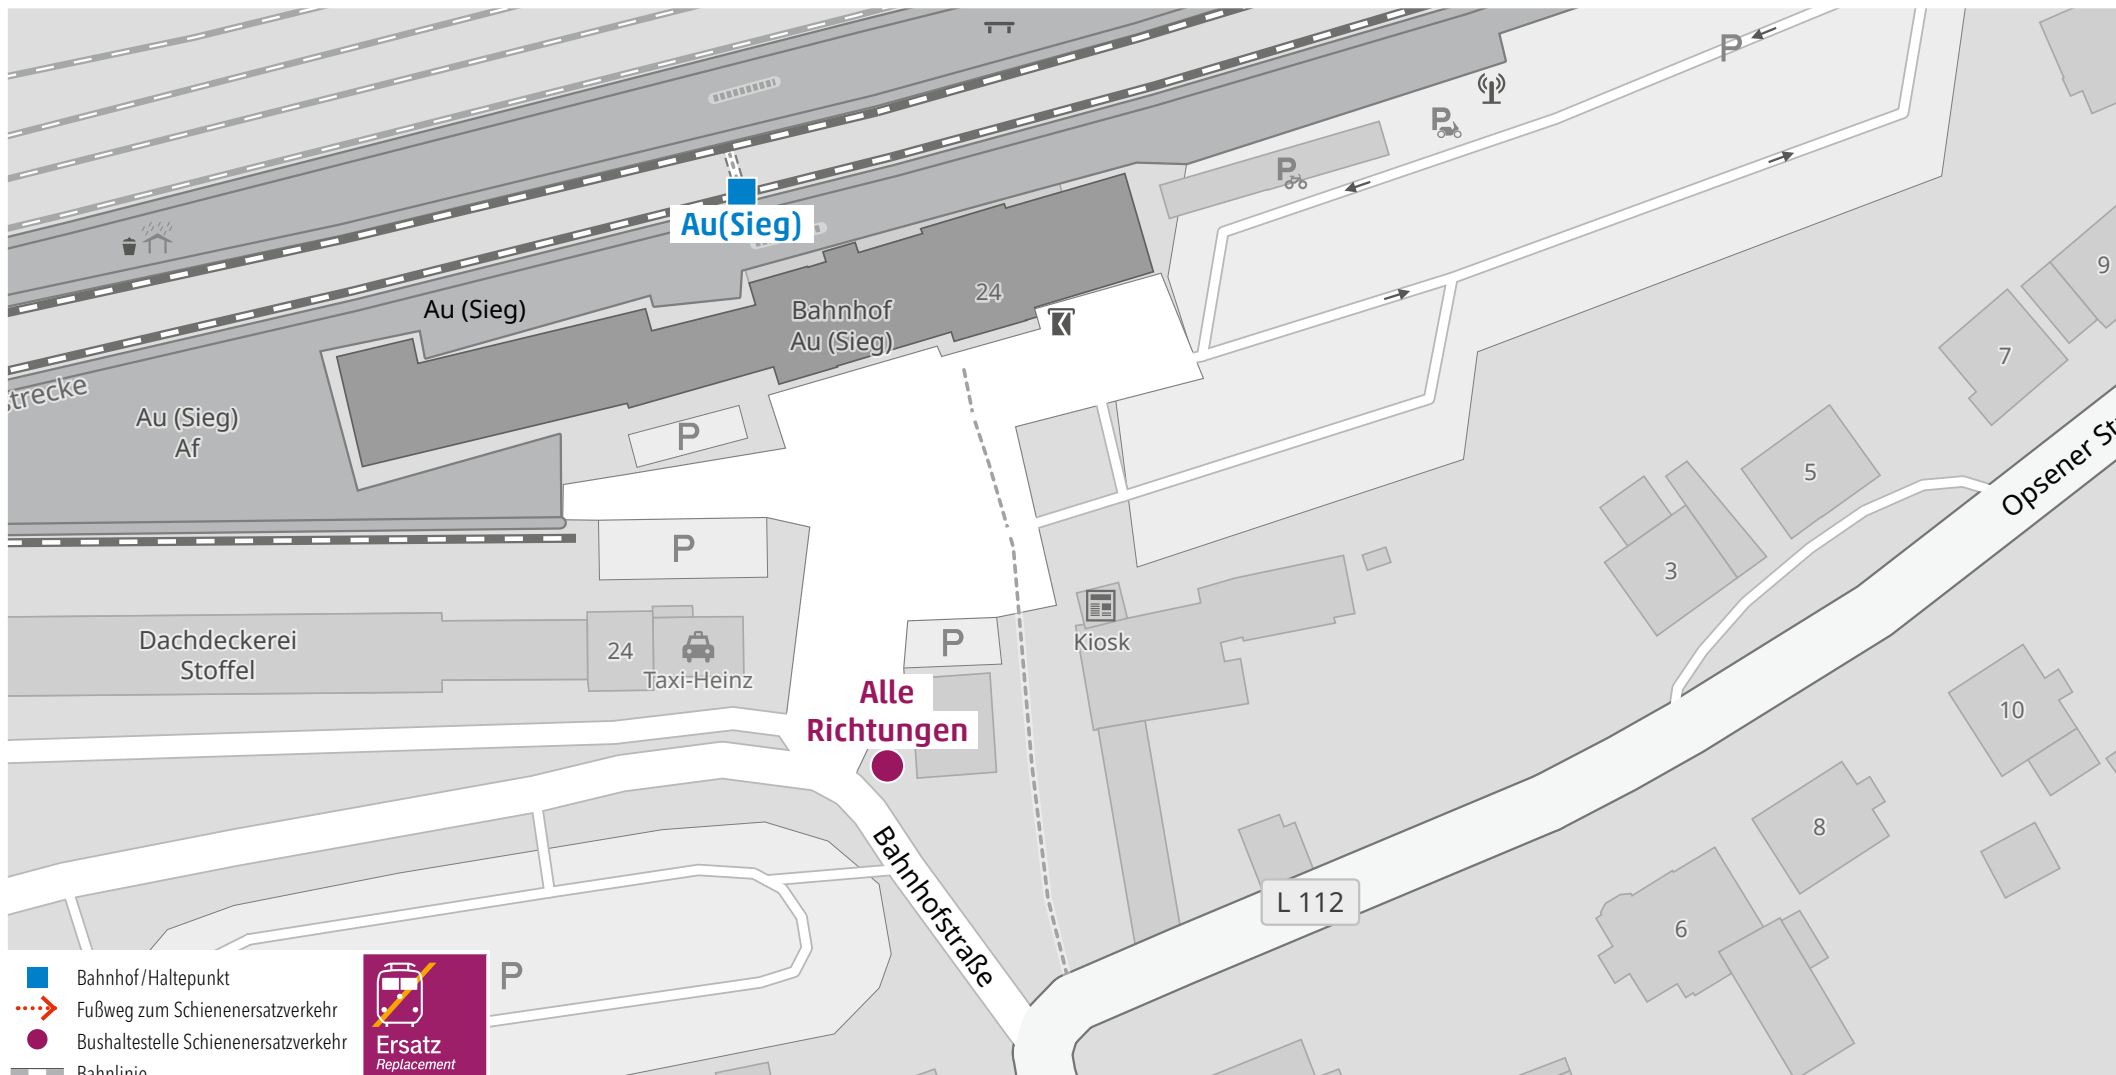 P
P
P
Au(Sieg)
9
Au (Sieg)
24
Bahnhof
Au (Sieg)
7
strecke
Au (Sieg)
Af
P
5
Opsener St
P
3
Dachdeckerei
Stoffel
24
Taxi-Heinz
P
Kiosk
Alle
Richtungen
10
8
Bahnhofstraße
L 112
6
P
Bahnhof/Haltepunkt
Fußweg zum Schienenersatzverkehr
Bushaltestelle Schienenersatzverkehr
Bahnlinie
Ersatz
Replacement